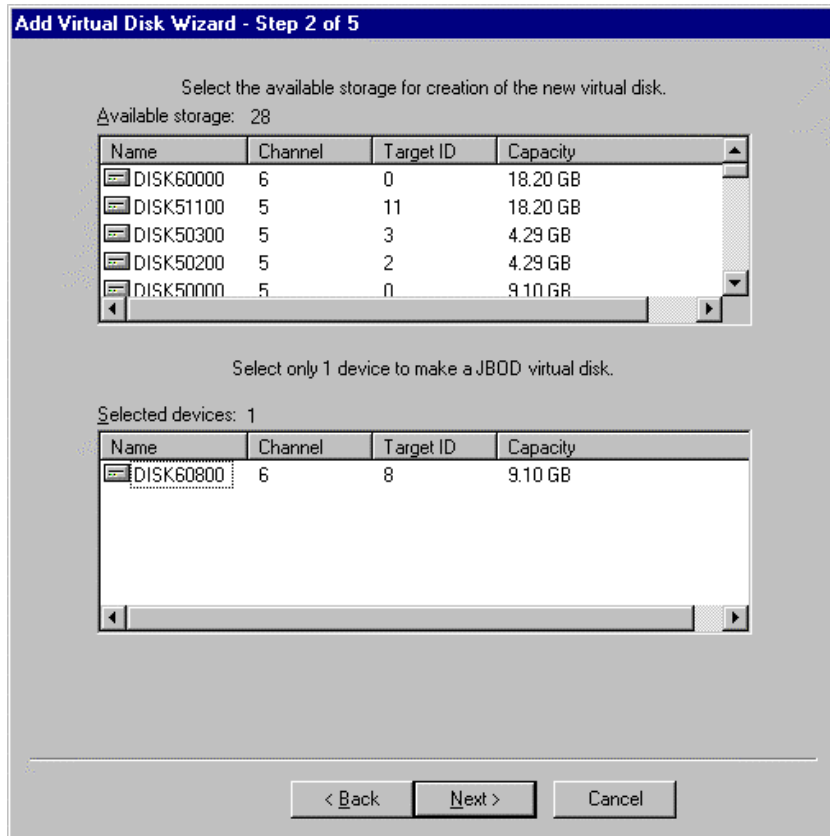 Add Virtual Disk Wizard - Step 2 of 5
Select the available storage for creation of the new virtual disk.
Available storage: 28
Name Channel Target ID Capacity
DISK60000 6 0 18.20 GB
DISK51100 5 11 18.20 GB
DISK50300 5 3 4.29 GB
DISK50200 5 2 4.29 GB
DISK50000 5 0 9.10 GB
Select only 1 device to make a JBOD virtual disk.
Selected devices: 1
Name Channel Target ID Capacity
DISK60800 6 8 9.10 GB
< Back Next > Cancel